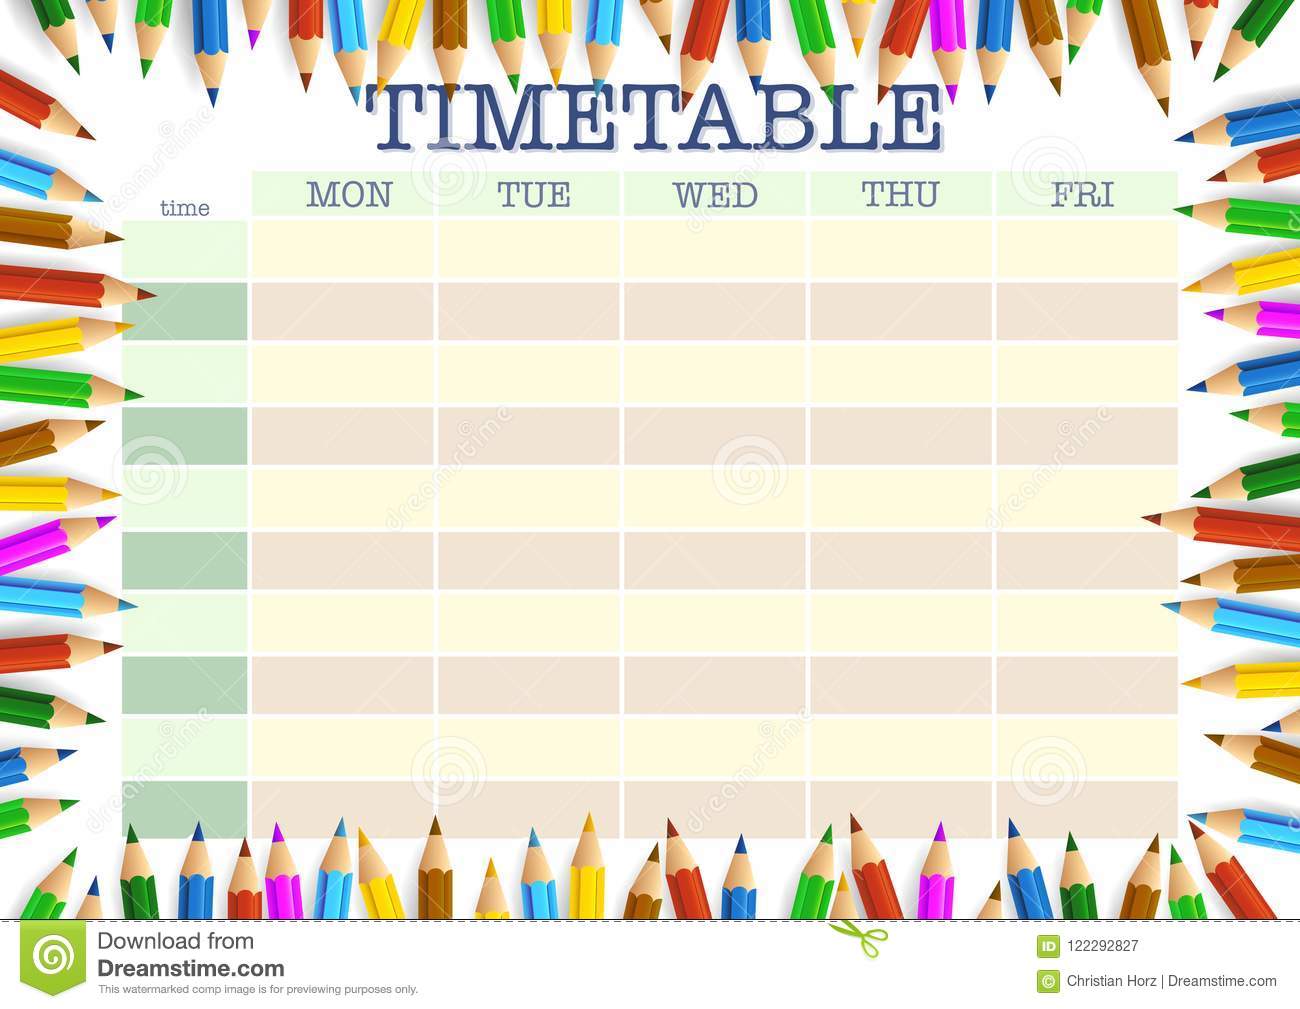 TIMETABLE
time MON TUE WED THU FRI
dreamstime
Download from
Dreamstime.com
This watermarked comp image is for previewing purposes only.
ID 122292827
© Christian Horz | Dreamstime.com